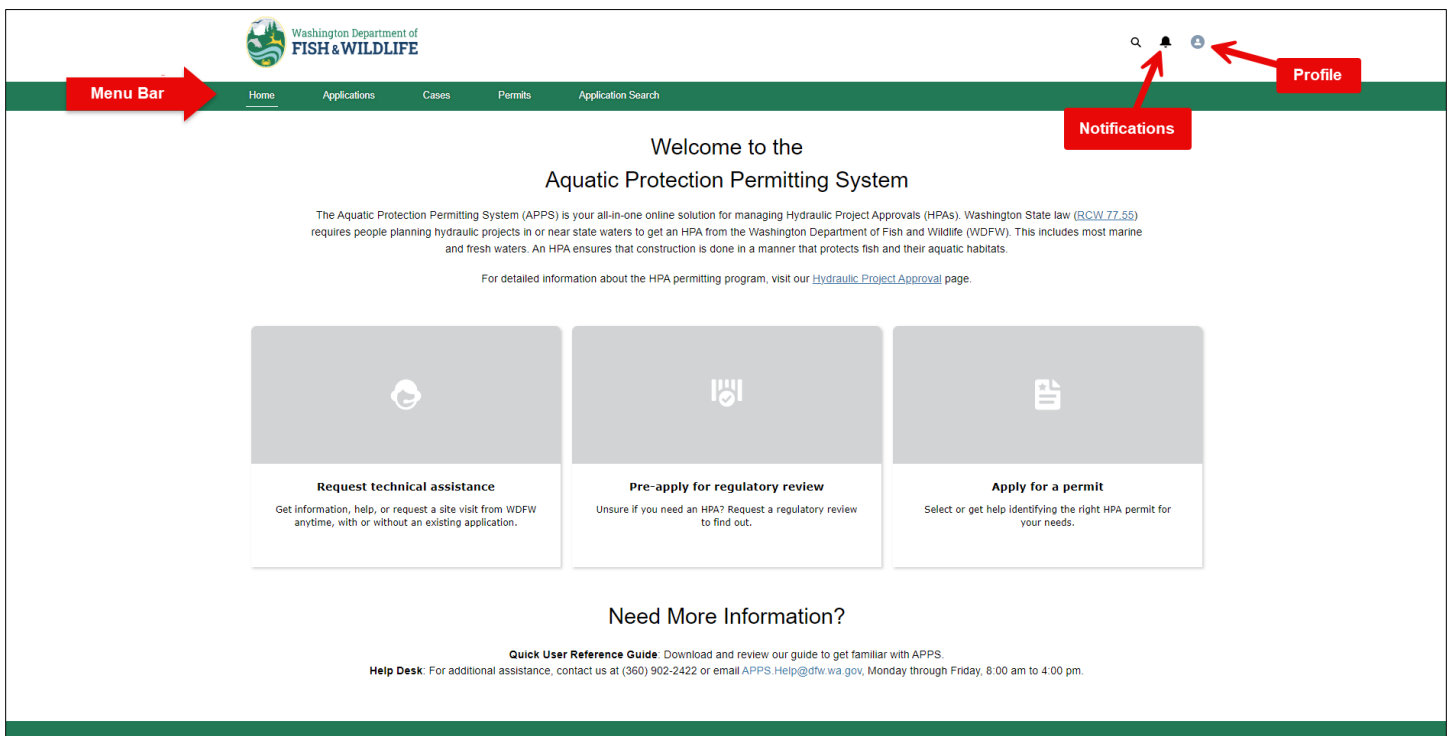 Washington Department of
FISH & WILDLIFE
Profile
Menu Bar
Home Applications Cases Permits Application Search
Notifications
Welcome to the
Aquatic Protection Permitting System
The Aquatic Protection Permitting System (APPS) is your all-in-one online solution for managing Hydraulic Project Approvals (HPAs). Washington State law (RCW 77.55)
requires people planning hydraulic projects in or near state waters to get an HPA from the Washington Department of Fish and Wildlife (WDFW). This includes most marine
and fresh waters. An HPA ensures that construction is done in a manner that protects fish and their aquatic habitats.
For detailed information about the HPA permitting program, visit our Hydraulic Project Approval page.
Request technical assistance
Get information, help, or request a site visit from WDFW
anytime, with or without an existing application.
Pre-apply for regulatory review
Unsure if you need an HPA? Request a regulatory review
to find out.
Apply for a permit
Select or get help identifying the right HPA permit for
your needs.
Need More Information?
Quick User Reference Guide: Download and review our guide to get familiar with APPS.
Help Desk: For additional assistance, contact us at (360) 902-2422 or email APPS.Help@dfw.wa.gov, Monday through Friday, 8:00 am to 4:00 pm.